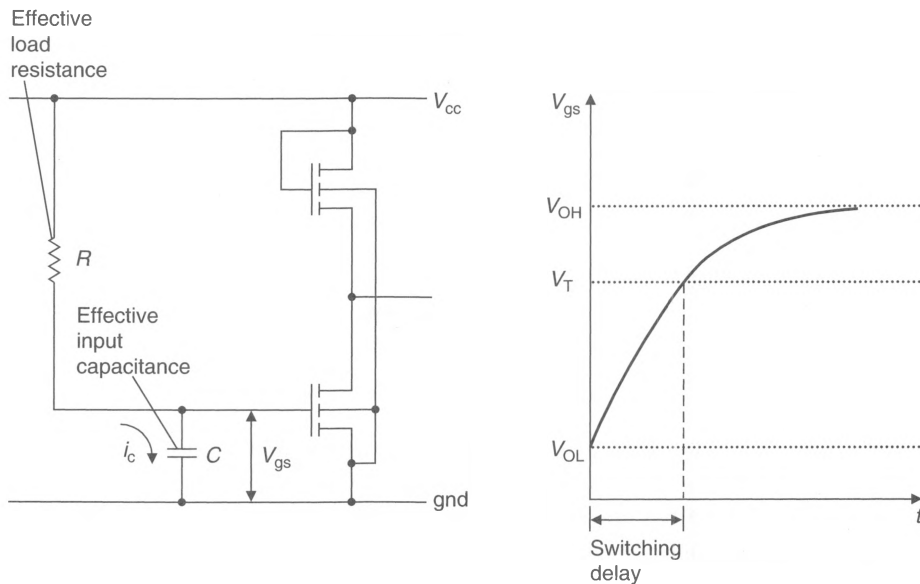 Effective
load
resistance
V_cc
R
Effective
input
capacitance
i_c
C
V_gs
gnd
V_gs
V_OH
V_T
V_OL
t
Switching
delay